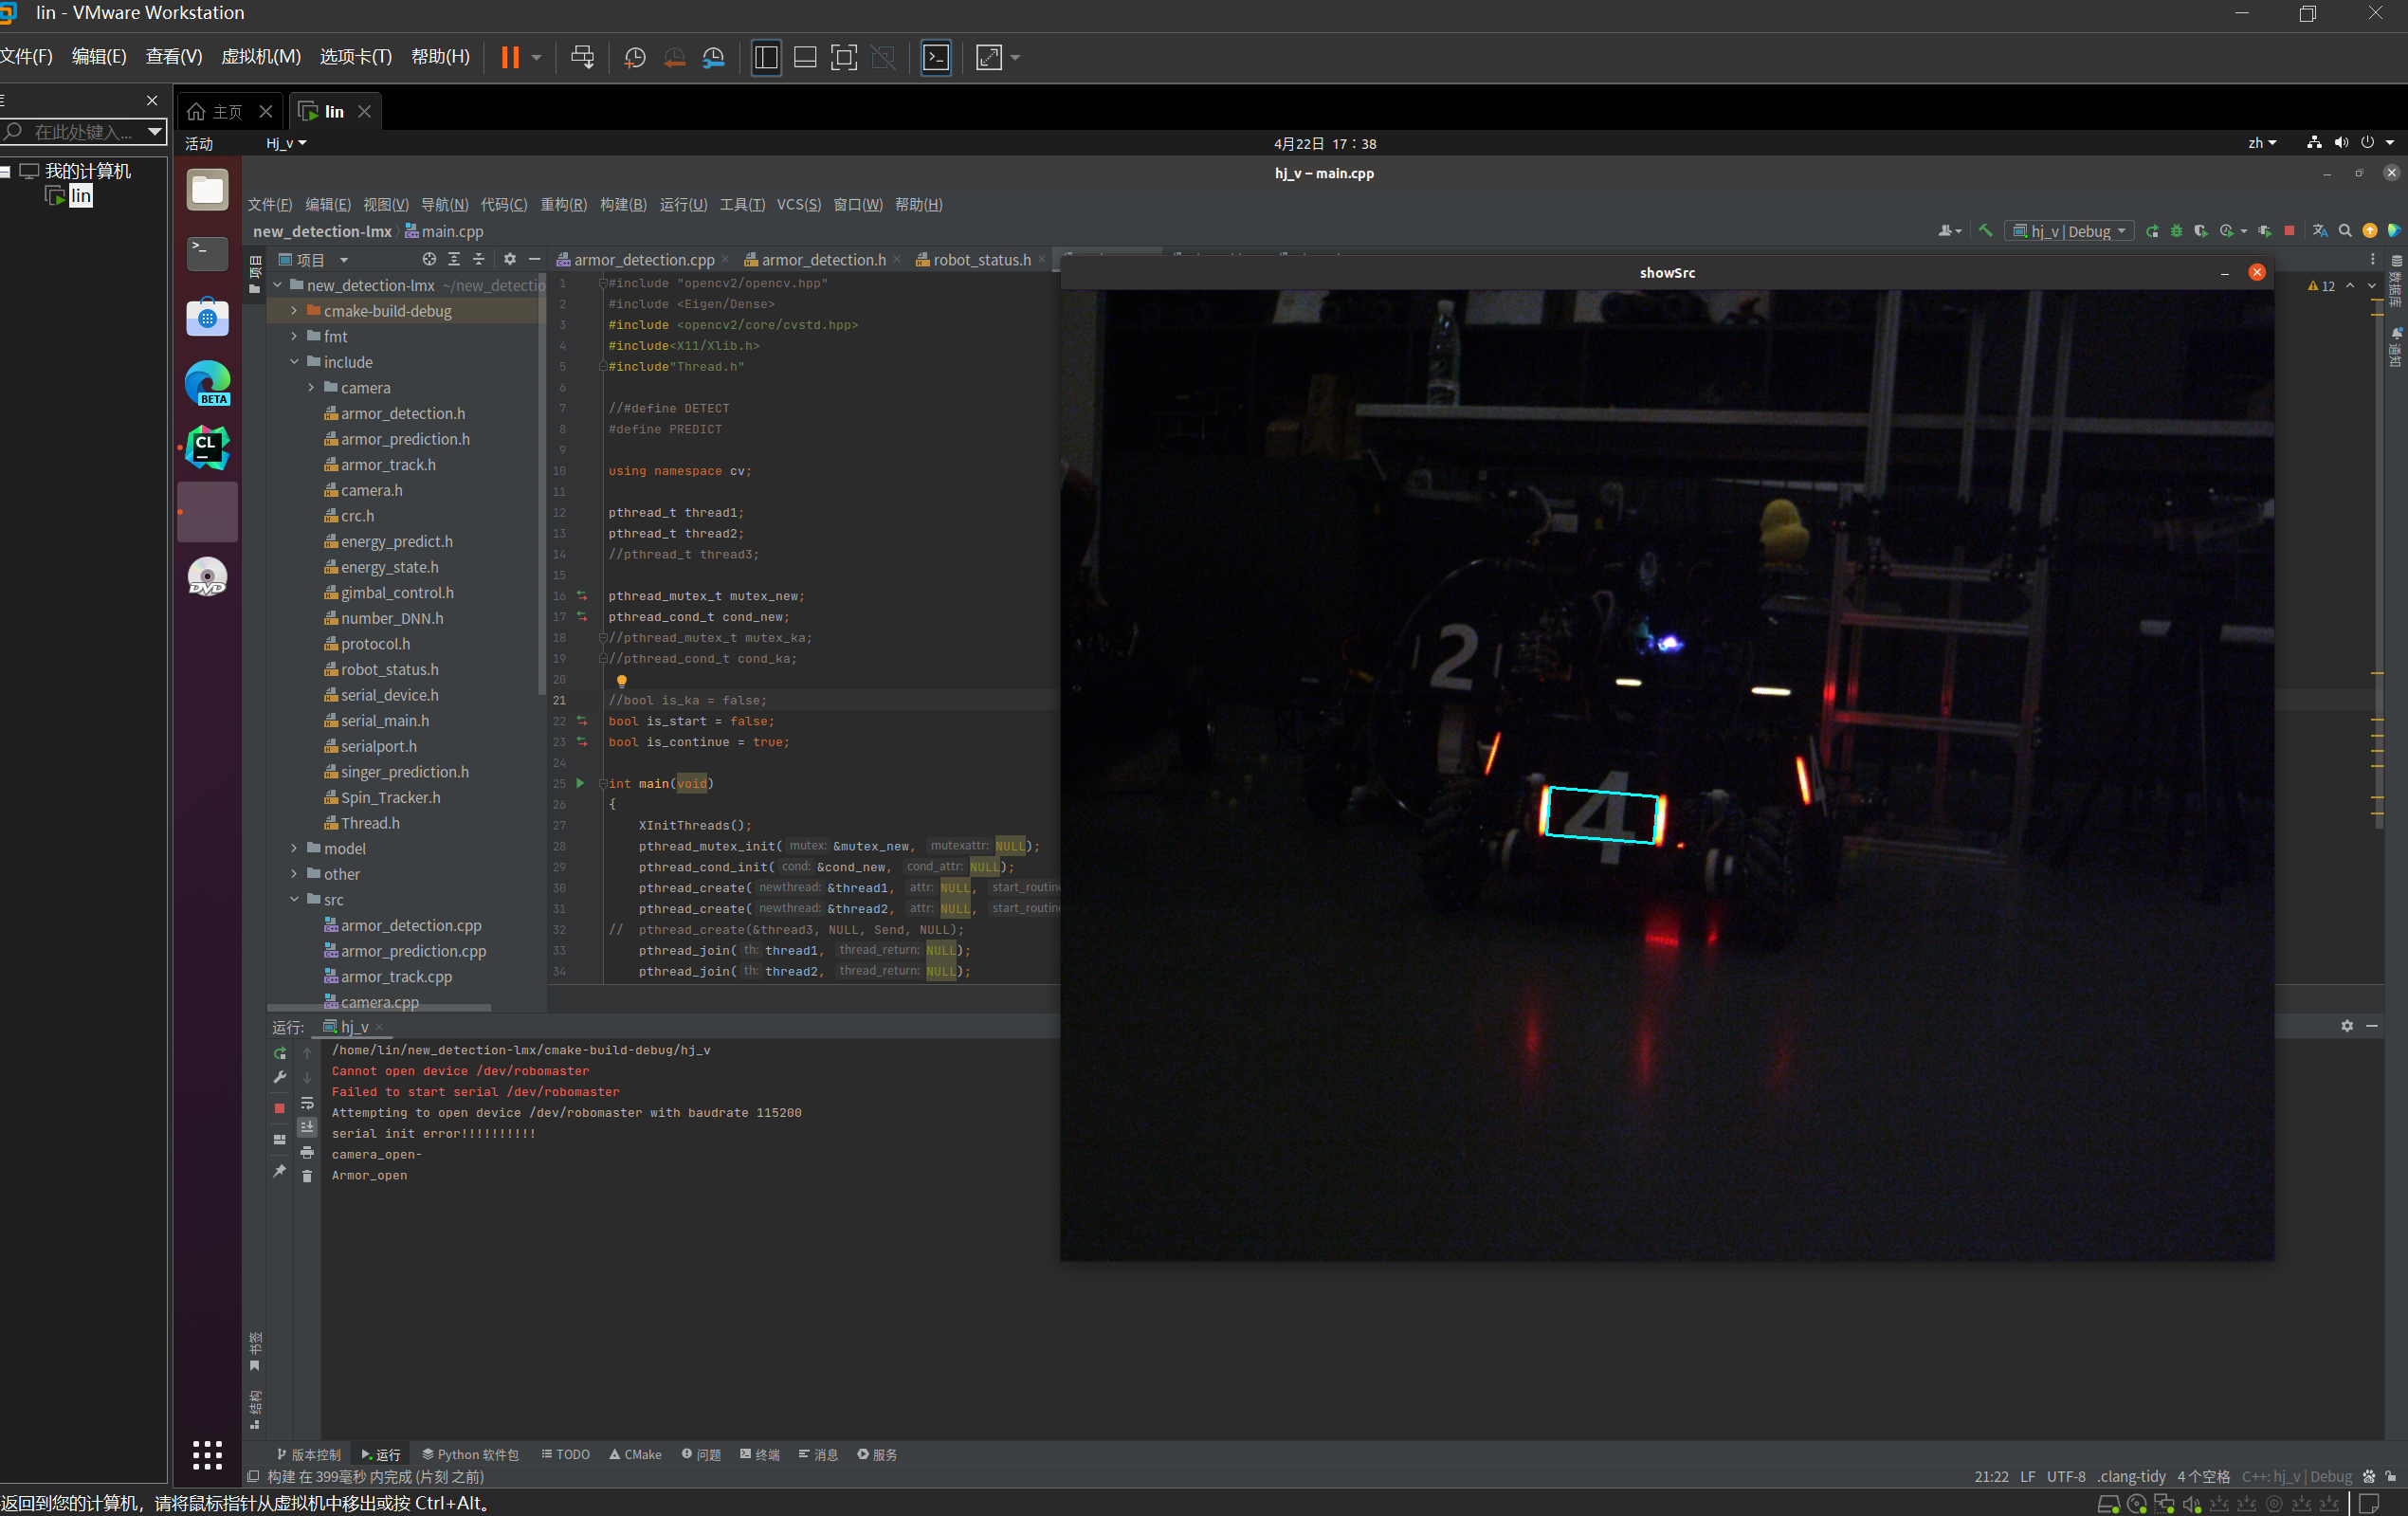 lin - VMware Workstation
文件(F) 编辑(E) 查看(V) 虚拟机(M) 选项卡(T) 帮助(H)
主页 lin
在此处键入...
我的计算机
lin
活动 Hj_v 4月22日 17：38 zh
hj_v – main.cpp
文件(F) 编辑(E) 视图(V) 导航(N) 代码(C) 重构(R) 构建(B) 运行(U) 工具(T) VCS(S) 窗口(W) 帮助(H)
new_detection-lmx main.cpp
hj_v | Debug
项目
项目
armor_detection.cpp armor_detection.h robot_status.h
new_detection-lmx ~/new_detectio
cmake-build-debug
fmt
include
camera
armor_detection.h
armor_prediction.h
armor_track.h
camera.h
crc.h
energy_predict.h
energy_state.h
gimbal_control.h
number_DNN.h
protocol.h
robot_status.h
serial_device.h
serial_main.h
serialport.h
singer_prediction.h
Spin_Tracker.h
Thread.h
model
other
src
armor_detection.cpp
armor_prediction.cpp
armor_track.cpp
camera.cpp
BETA
CL
DVD
1 #include "opencv2/opencv.hpp"
2 #include <Eigen/Dense>
3 #include <opencv2/core/cvstd.hpp>
4 #include<X11/Xlib.h>
5 #include"Thread.h"
6
7 //#define DETECT
8 #define PREDICT
9
10 using namespace cv;
11
12 pthread_t thread1;
13 pthread_t thread2;
14 //pthread_t thread3;
15
16 pthread_mutex_t mutex_new;
17 pthread_cond_t cond_new;
18 //pthread_mutex_t mutex_ka;
19 //pthread_cond_t cond_ka;
20
21 //bool is_ka = false;
22 bool is_start = false;
23 bool is_continue = true;
24
25 int main(void)
26 {
27 XInitThreads();
28 pthread_mutex_init( mutex: &mutex_new, mutexattr: NULL);
29 pthread_cond_init( cond: &cond_new, cond_attr: NULL);
30 pthread_create( newthread: &thread1, attr: NULL, start_routine
31 pthread_create( newthread: &thread2, attr: NULL, start_routine
32 // pthread_create(&thread3, NULL, Send, NULL);
33 pthread_join( th: thread1, thread_return: NULL);
34 pthread_join( th: thread2, thread_return: NULL);
showSrc
2
4
12
数据库
通知
运行: hj_v
/home/lin/new_detection-lmx/cmake-build-debug/hj_v
Cannot open device /dev/robomaster
Failed to start serial /dev/robomaster
Attempting to open device /dev/robomaster with baudrate 115200
serial init error!!!!!!!!!!
camera_open-
Armor_open
书签
结构
版本控制 运行 Python 软件包 TODO CMake 问题 终端 消息 服务
构建 在 399毫秒 内完成 (片刻 之前)
21:22 LF UTF-8 .clang-tidy 4 个空格 C++: hj_v | Debug
返回到您的计算机，请将鼠标指针从虚拟机中移出或按 Ctrl+Alt。